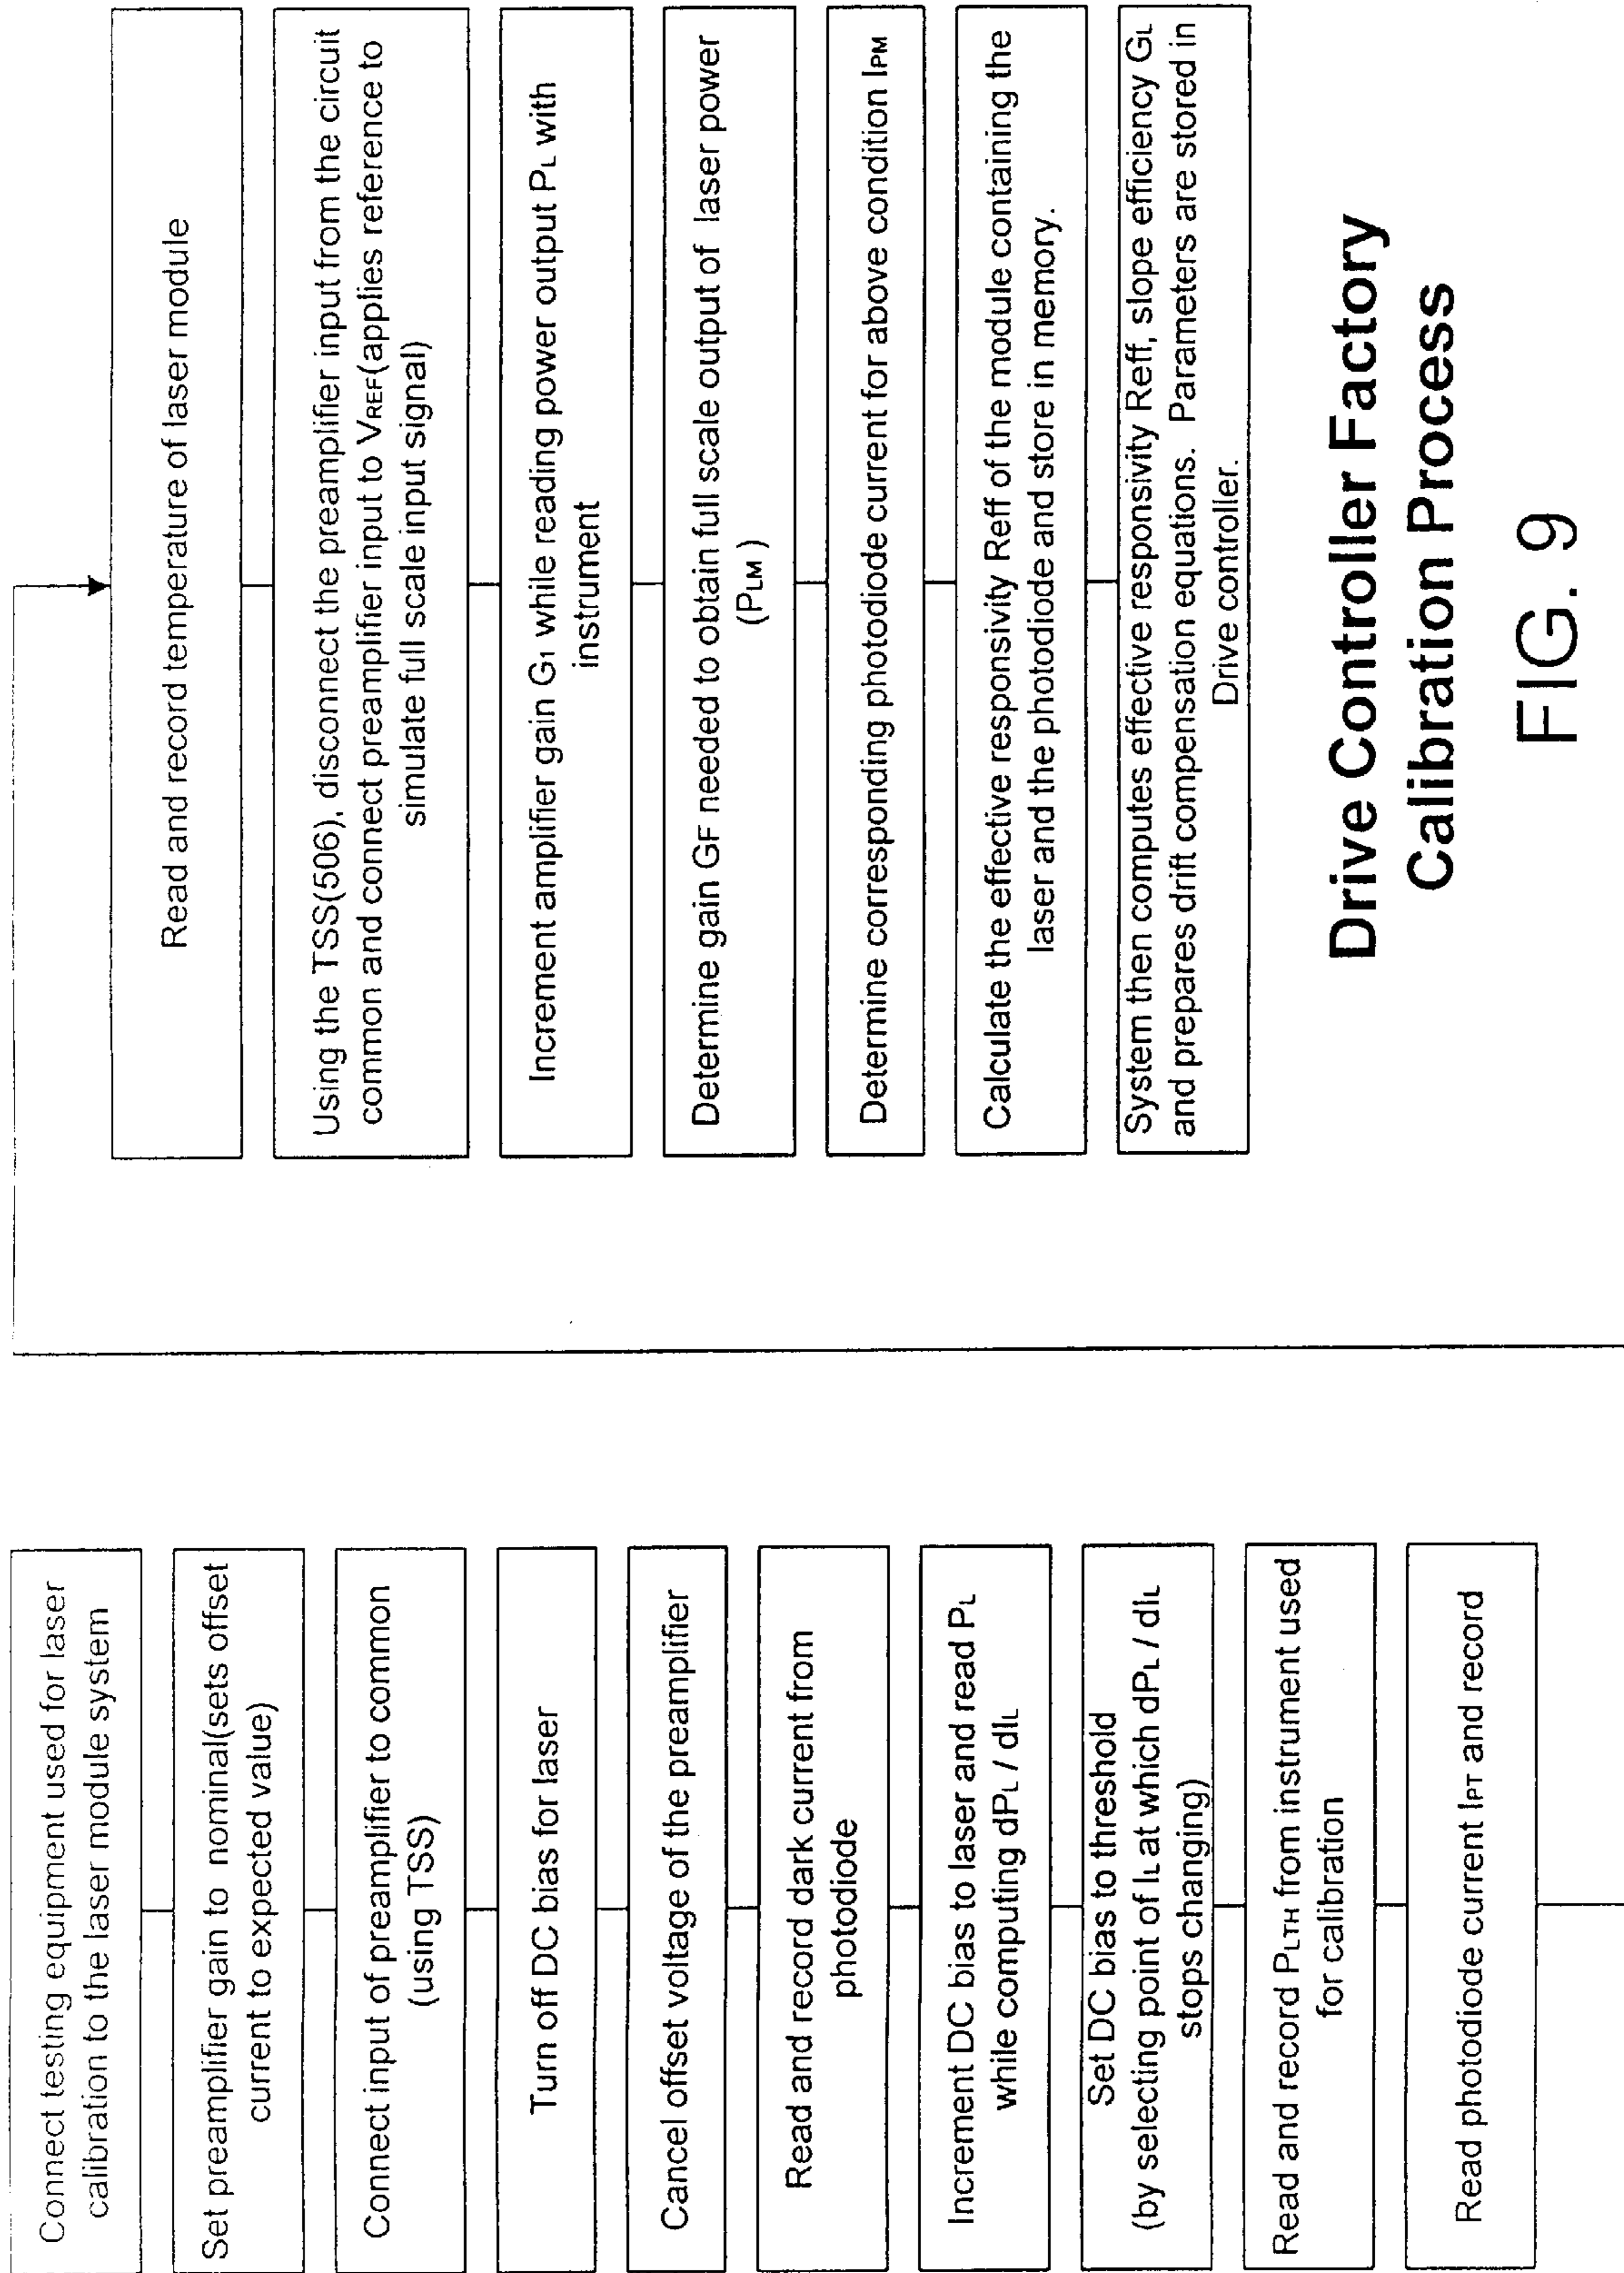 Connect testing equipment used for laser
calibration to the laser module system
Set preamplifier gain to nominal(sets offset
current to expected value)
Connect input of preamplifier to common
(using TSS)
Turn off DC bias for laser
Cancel offset voltage of the preamplifier
Read and record dark current from
photodiode
Increment DC bias to laser and read PL
while computing dPL / dIL
Set DC bias to threshold
(by selecting point of IL at which dPL / dIL
stops changing)
Read and record PLTH from instrument used
for calibration
Read photodiode current IPT and record
Read and record temperature of laser module
Using the TSS(506), disconnect the preamplifier input from the circuit
common and connect preamplifier input to VREF(applies reference to
simulate full scale input signal)
Increment amplifier gain G1 while reading power output PL with
instrument
Determine gain GF needed to obtain full scale output of laser power
(PLM )
Determine corresponding photodiode current for above condition IPM
Calculate the effective responsivity Reff of the module containing the
laser and the photodiode and store in memory.
System then computes effective responsivity Reff, slope efficiency GL
and prepares drift compensation equations. Parameters are stored in
Drive controller.
Drive Controller Factory
Calibration Process
FIG. 9